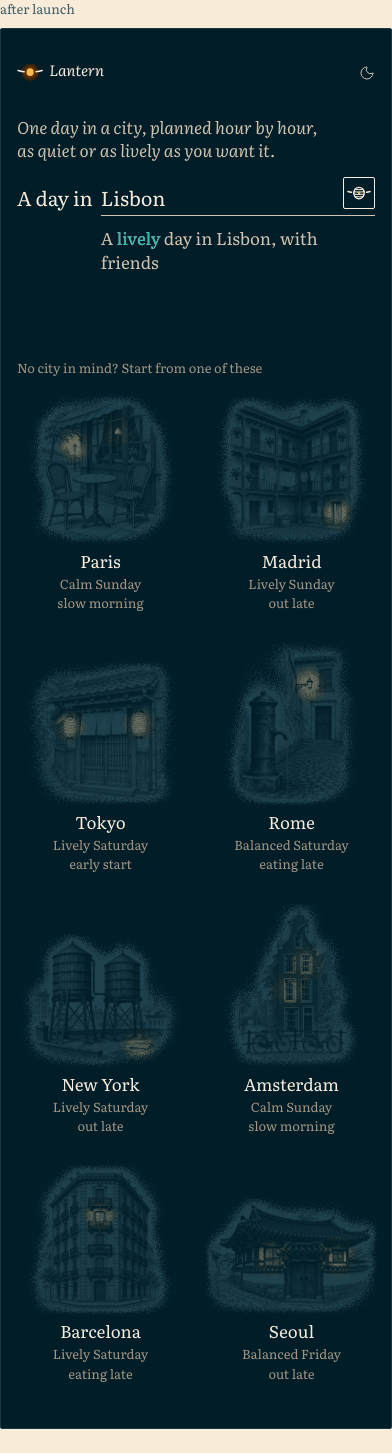 after launch
Lantern
One day in a city, planned hour by hour,
as quiet or as lively as you want it.
A day in Lisbon
A lively day in Lisbon, with
friends
No city in mind? Start from one of these
Paris
Calm Sunday
slow morning
Madrid
Lively Sunday
out late
Tokyo
Lively Saturday
early start
Rome
Balanced Saturday
eating late
New York
Lively Saturday
out late
Amsterdam
Calm Sunday
slow morning
Barcelona
Lively Saturday
eating late
Seoul
Balanced Friday
out late